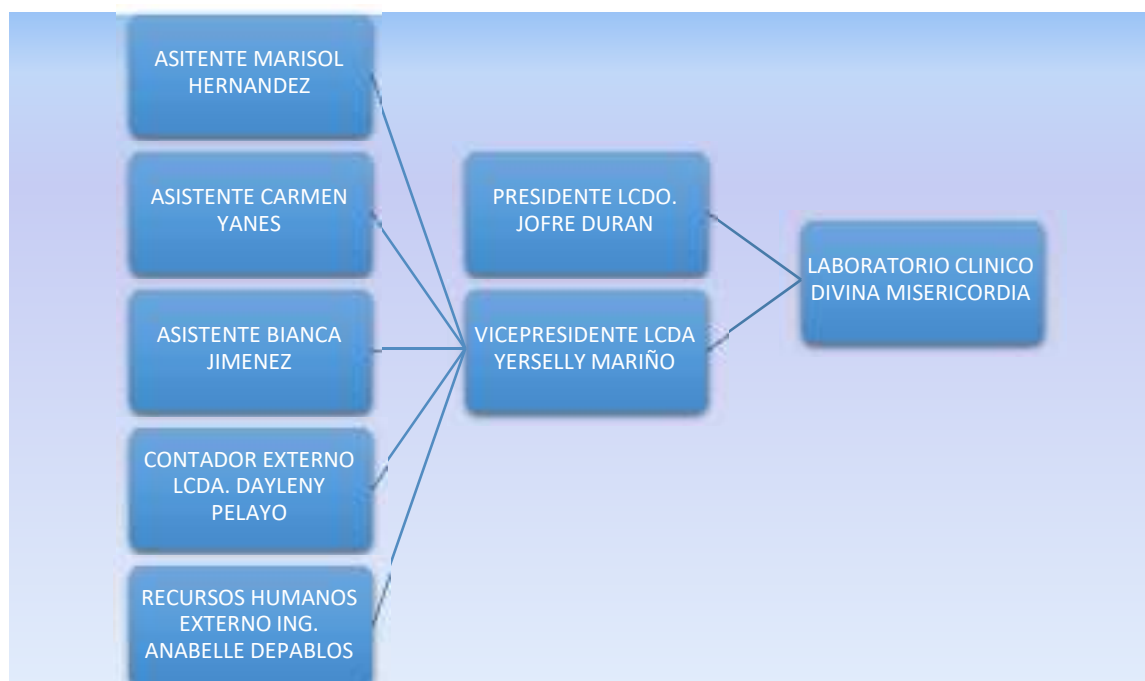 ASITENTE MARISOL
HERNANDEZ
ASISTENTE CARMEN
YANES
ASISTENTE BIANCA
JIMENEZ
CONTADOR EXTERNO
LCDA. DAYLENY
PELAYO
RECURSOS HUMANOS
EXTERNO ING.
ANABELLE DEPABLOS
PRESIDENTE LCDO.
JOFRE DURAN
VICEPRESIDENTE LCDA
YERSELLY MARIÑO
LABORATORIO CLINICO
DIVINA MISERICORDIA